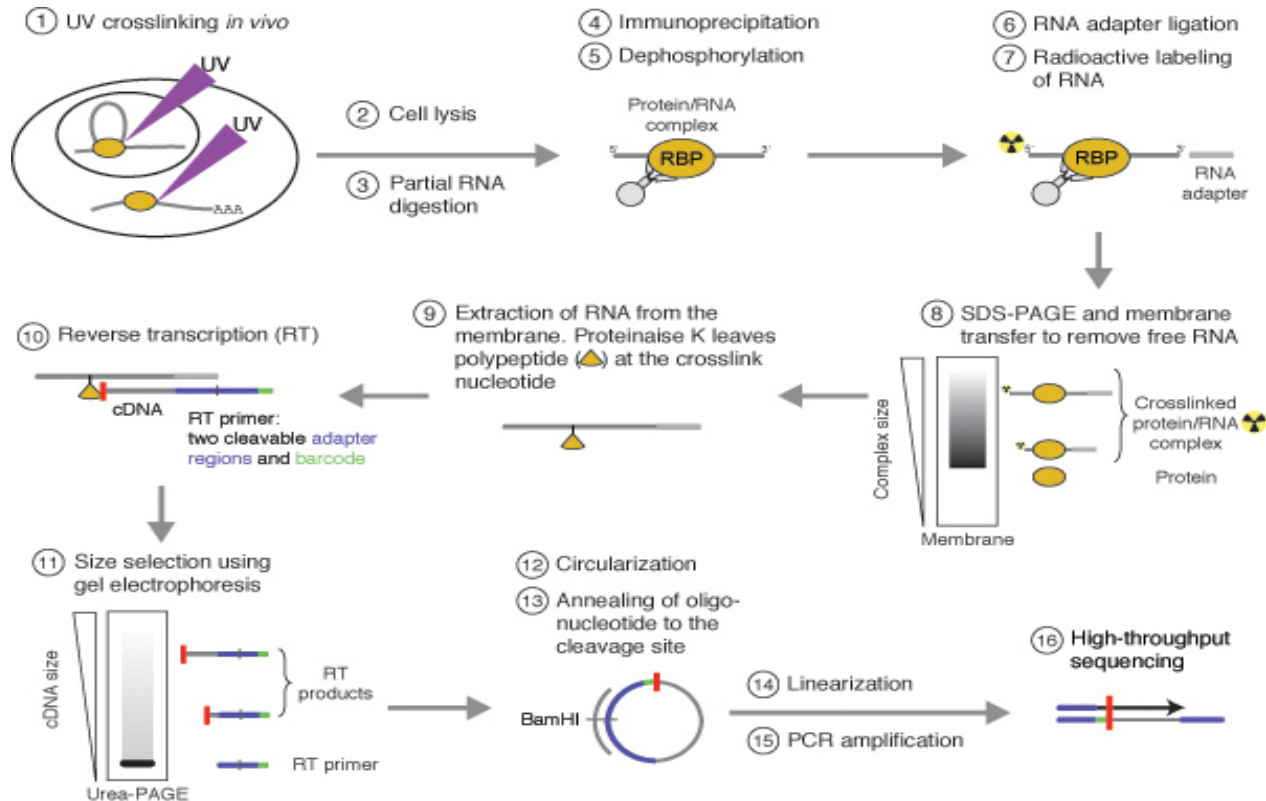 1 UV crosslinking in vivo
UV
UV
AAA
2 Cell lysis
3 Partial RNA
digestion
4 Immunoprecipitation
5 Dephosphorylation
Protein/RNA
complex
5'
RBP
3'
6 RNA adapter ligation
7 Radioactive labeling
of RNA
5'
RBP
3'
RNA
adapter
8 SDS-PAGE and membrane
transfer to remove free RNA
Complex size
Crosslinked
protein/RNA
complex
Protein
Membrane
9 Extraction of RNA from the
membrane. Proteinaise K leaves
polypeptide ( ) at the crosslink
nucleotide
10 Reverse transcription (RT)
cDNA
RT primer:
two cleavable adapter
regions and barcode
11 Size selection using
gel electrophoresis
cDNA size
RT
products
RT primer
Urea-PAGE
12 Circularization
13 Annealing of oligo-
nucleotide to the
cleavage site
BamHI
14 Linearization
15 PCR amplification
16 High-throughput
sequencing